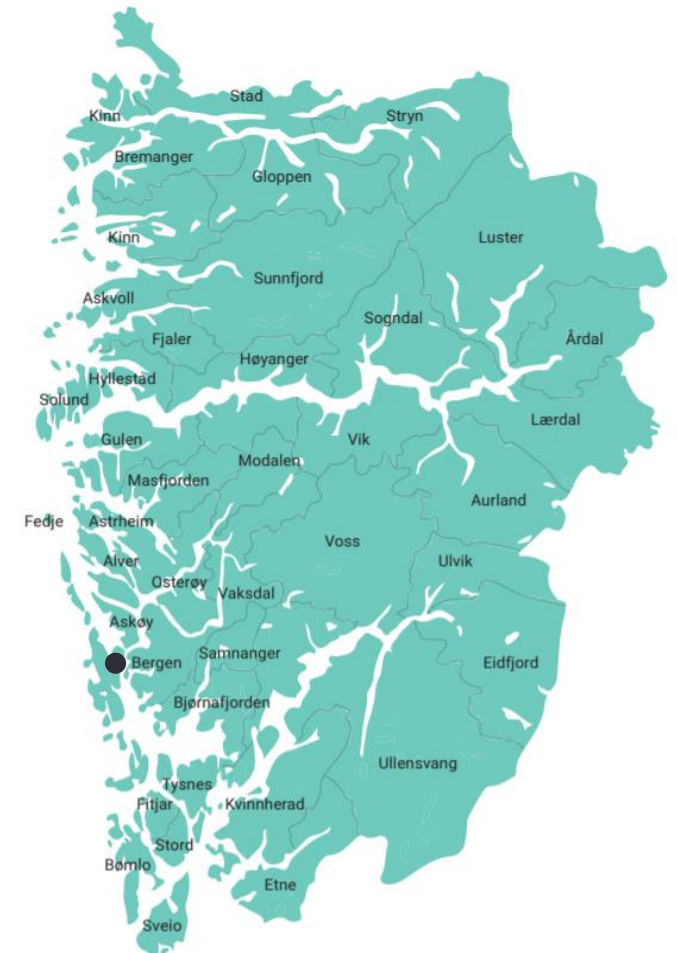 Stad
Kinn
Stryn
Bremanger
Gloppen
Kinn
Luster
Sunnfjord
Askvoll
Sogndal
Fjaler
Årdal
Høyanger
Hyllestad
Solund
Lærdal
Gulen
Vik
Modalen
Masfjorden
Aurland
Fedje
Astrheim
Voss
Alver
Ulvik
Osterøy
Vaksdal
Askøy
Samnanger
Bergen
Eidfjord
Bjørnafjorden
Ullensvang
Tysnes
Fitjar
Kvinnherad
Stord
Bømlo
Etne
Sveio